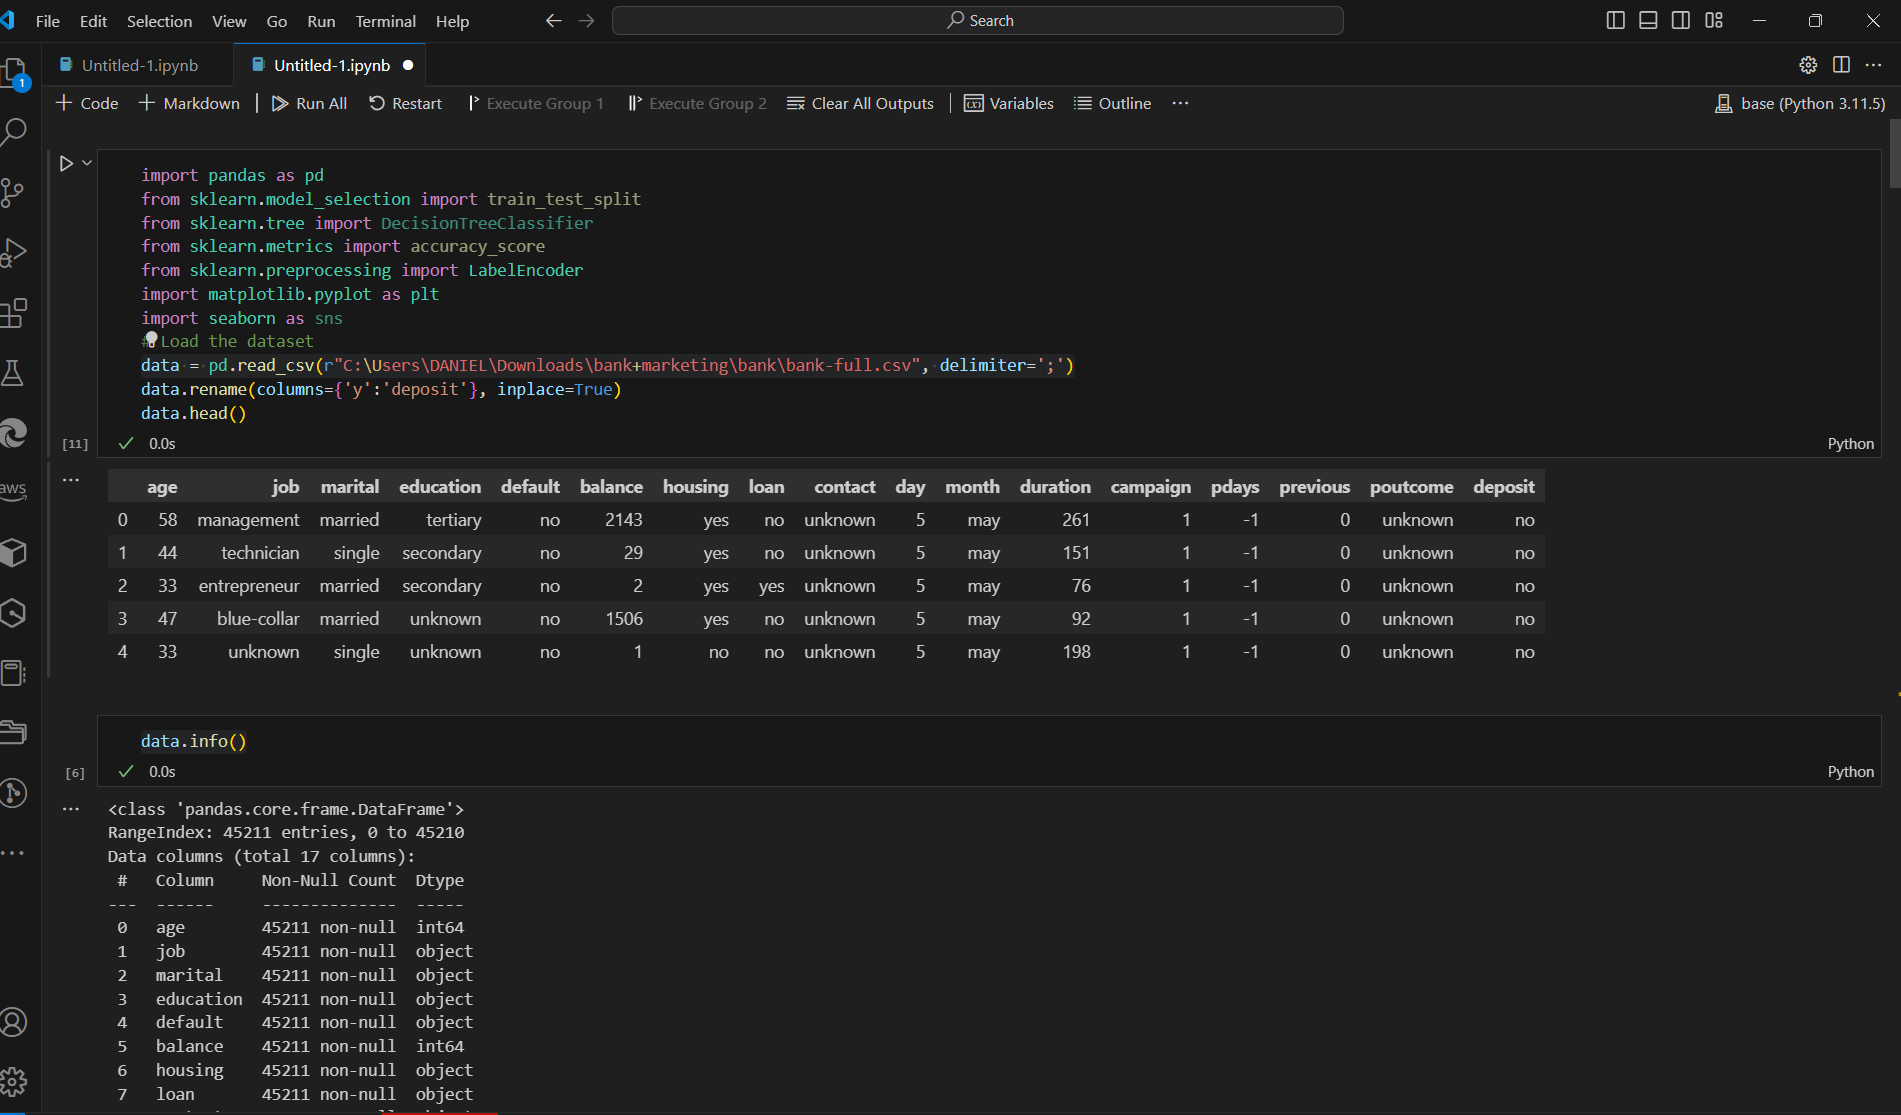 File Edit Selection View Go Run Terminal Help Search
Untitled-1.ipynb Untitled-1.ipynb
Code Markdown Run All Restart Execute Group 1 Execute Group 2 Clear All Outputs Variables Outline base (Python 3.11.5)
1
import pandas as pd
from sklearn.model_selection import train_test_split
from sklearn.tree import DecisionTreeClassifier
from sklearn.metrics import accuracy_score
from sklearn.preprocessing import LabelEncoder
import matplotlib.pyplot as plt
import seaborn as sns
# Load the dataset
data = pd.read_csv(r"C:\Users\DANIEL\Downloads\bank+marketing\bank\bank-full.csv", delimiter=';')
data.rename(columns={'y':'deposit'}, inplace=True)
data.head()
[11] 0.0s Python
age job marital education default balance housing loan contact day month duration campaign pdays previous poutcome deposit
0 58 management married tertiary no 2143 yes no unknown 5 may 261 1 -1 0 unknown no
1 44 technician single secondary no 29 yes no unknown 5 may 151 1 -1 0 unknown no
2 33 entrepreneur married secondary no 2 yes yes unknown 5 may 76 1 -1 0 unknown no
3 47 blue-collar married unknown no 1506 yes no unknown 5 may 92 1 -1 0 unknown no
4 33 unknown single unknown no 1 no no unknown 5 may 198 1 -1 0 unknown no
aws
data.info()
[6] 0.0s Python
<class 'pandas.core.frame.DataFrame'>
RangeIndex: 45211 entries, 0 to 45210
Data columns (total 17 columns):
# Column Non-Null Count Dtype
--- ------ -------------- -----
0 age 45211 non-null int64
1 job 45211 non-null object
2 marital 45211 non-null object
3 education 45211 non-null object
4 default 45211 non-null object
5 balance 45211 non-null int64
6 housing 45211 non-null object
7 loan 45211 non-null object